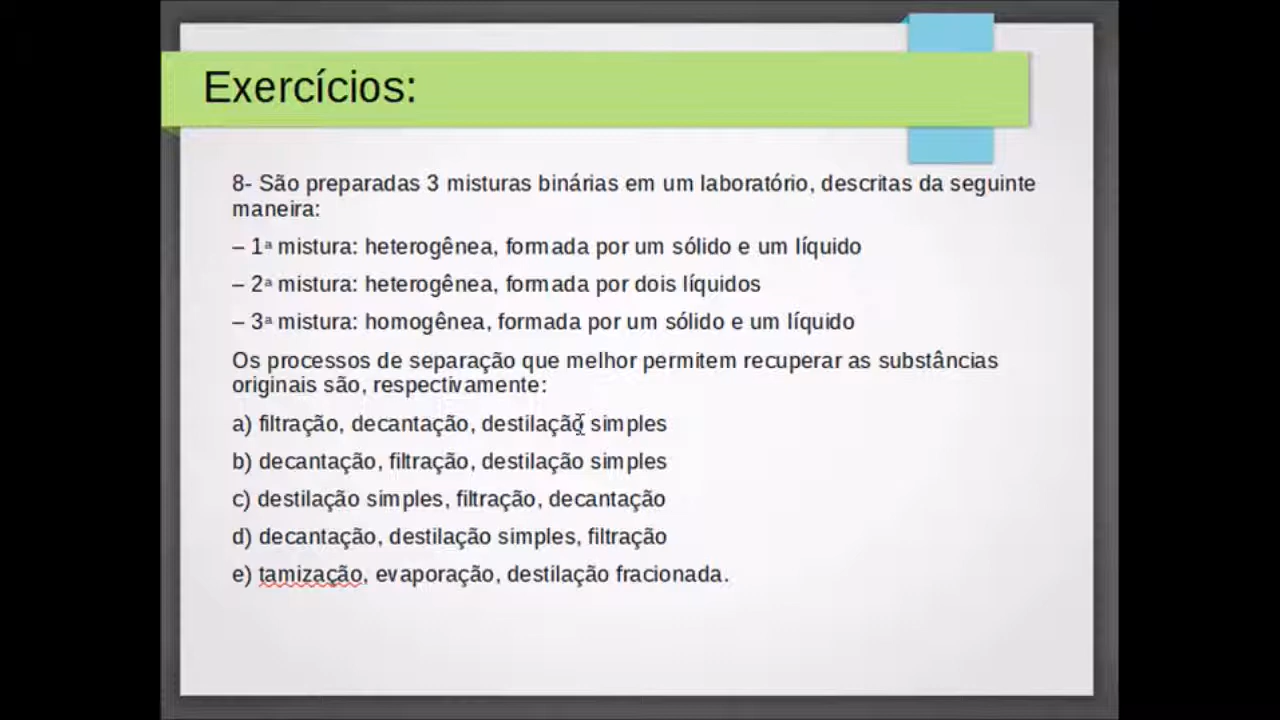 Exercícios:
8- São preparadas 3 misturas binárias em um laboratório, descritas da seguinte
maneira:
– 1ª mistura: heterogênea, formada por um sólido e um líquido
– 2ª mistura: heterogênea, formada por dois líquidos
– 3ª mistura: homogênea, formada por um sólido e um líquido
Os processos de separação que melhor permitem recuperar as substâncias
originais são, respectivamente:
a) filtração, decantação, destilação simples
b) decantação, filtração, destilação simples
c) destilação simples, filtração, decantação
d) decantação, destilação simples, filtração
e) tamização, evaporação, destilação fracionada.